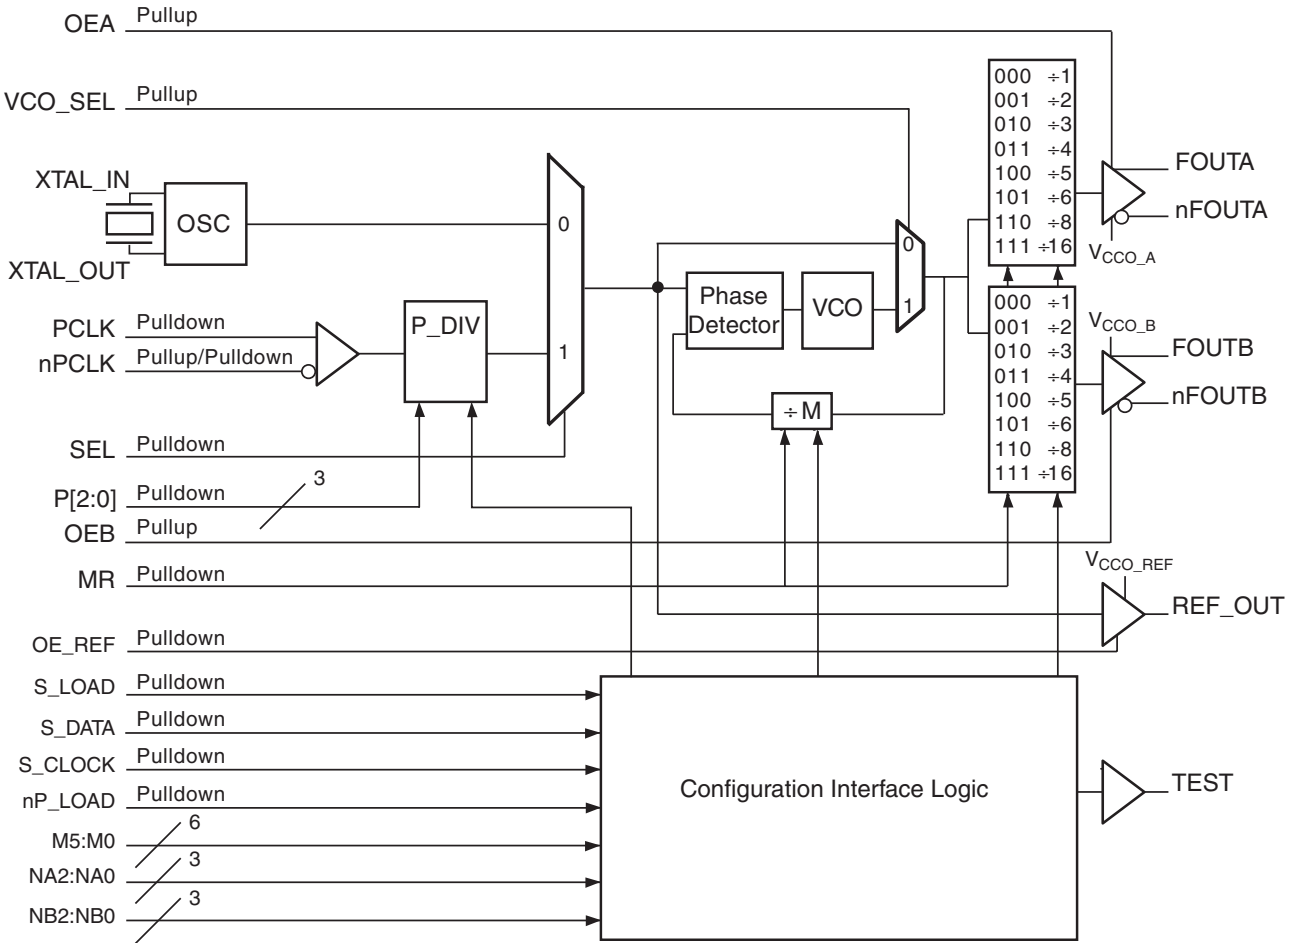 OEA Pullup
VCO_SEL Pullup
XTAL_IN
OSC
XTAL_OUT
0
1
PCLK Pulldown
nPCLK Pullup/Pulldown
P_DIV
SEL Pulldown
P[2:0] Pulldown
3
OEB Pullup
MR Pulldown
OE_REF Pulldown
S_LOAD Pulldown
S_DATA Pulldown
S_CLOCK Pulldown
nP_LOAD Pulldown
M5:M0
6
NA2:NA0
3
NB2:NB0
3
Phase
Detector
VCO
0
1
÷M
000 ÷1
001 ÷2
010 ÷3
011 ÷4
100 ÷5
101 ÷6
110 ÷8
111 ÷16
FOUTA
nFOUTA
VCCO_A
000 ÷1
001 ÷2
010 ÷3
011 ÷4
100 ÷5
101 ÷6
110 ÷8
111 ÷16
VCCO_B
FOUTB
nFOUTB
VCCO_REF
REF_OUT
Configuration Interface Logic
TEST